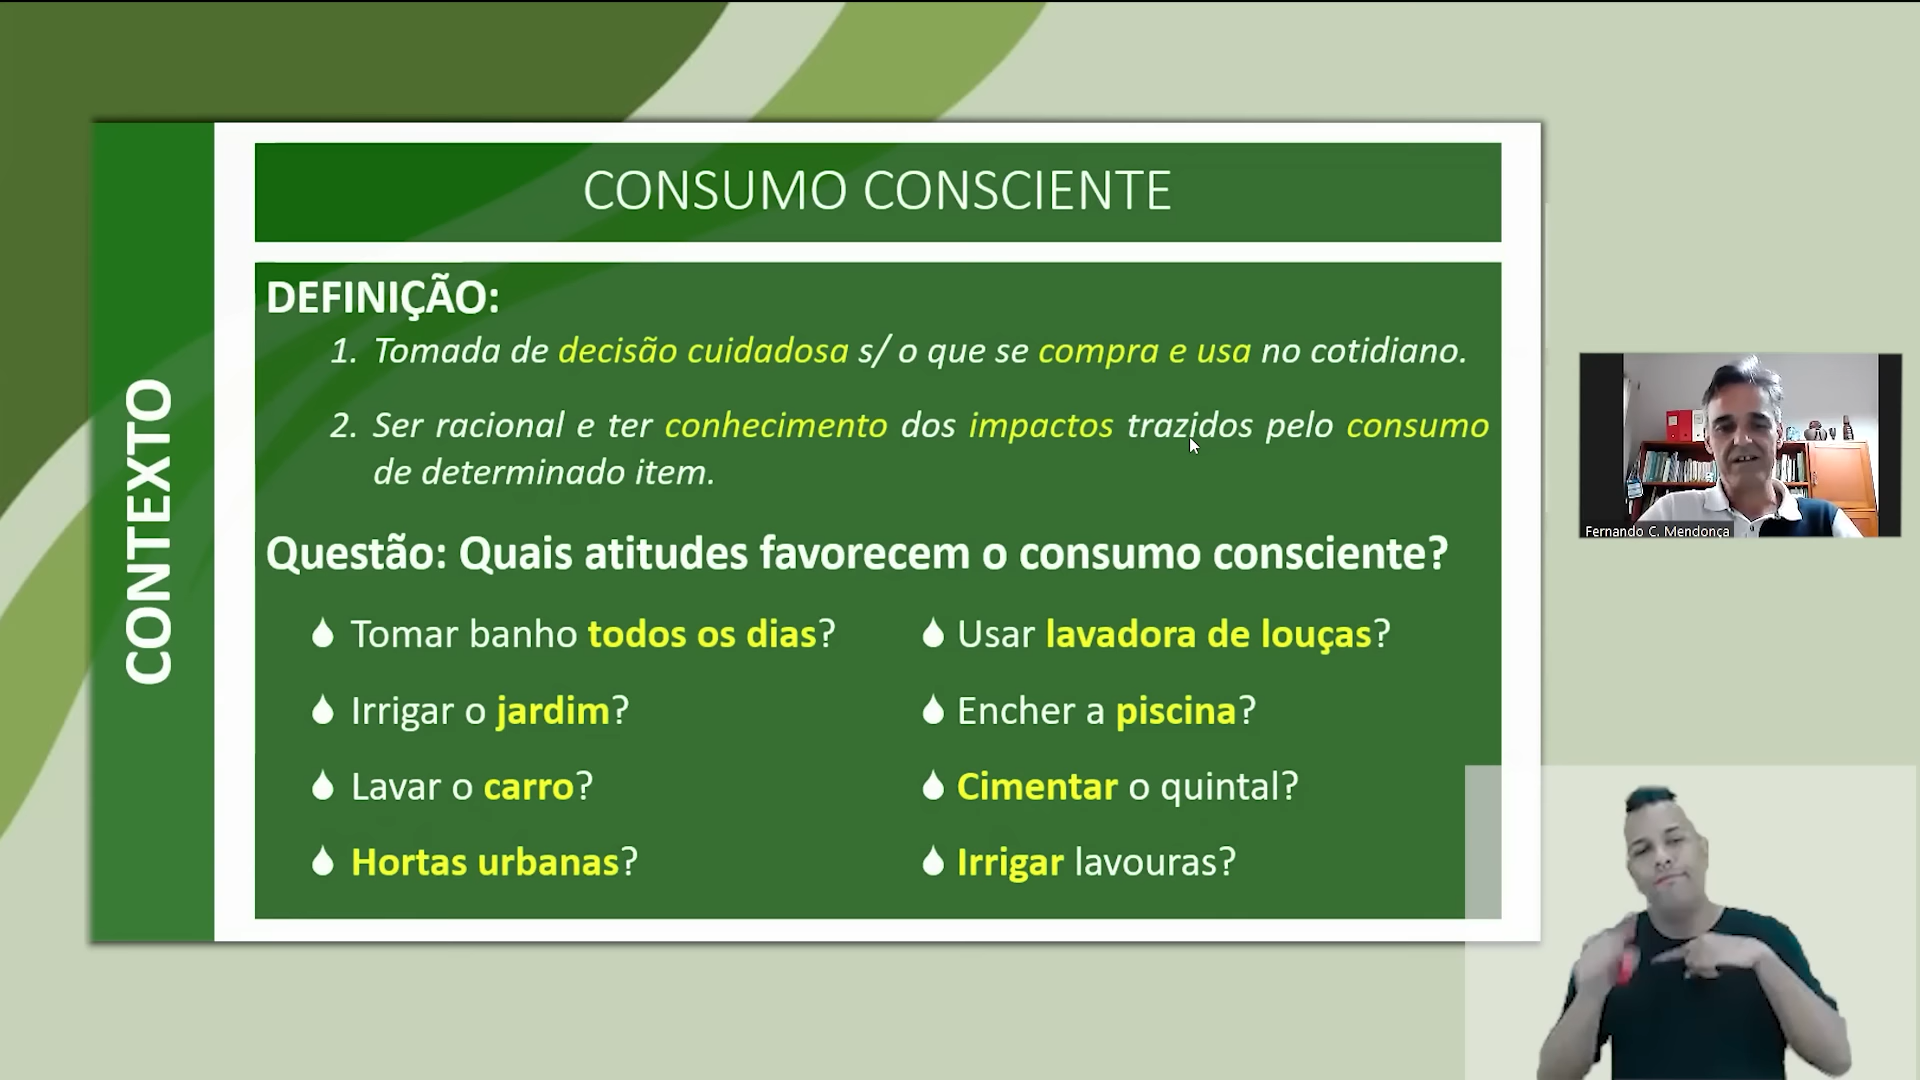 CONTEXTO
CONSUMO CONSCIENTE
DEFINIÇÃO:
1. Tomada de decisão cuidadosa s/ o que se compra e usa no cotidiano.
2. Ser racional e ter conhecimento dos impactos trazidos pelo consumo
de determinado item.
Questão: Quais atitudes favorecem o consumo consciente?
Tomar banho todos os dias?
Irrigar o jardim?
Lavar o carro?
Hortas urbanas?
Usar lavadora de louças?
Encher a piscina?
Cimentar o quintal?
Irrigar lavouras?
Fernando C. Mendonça